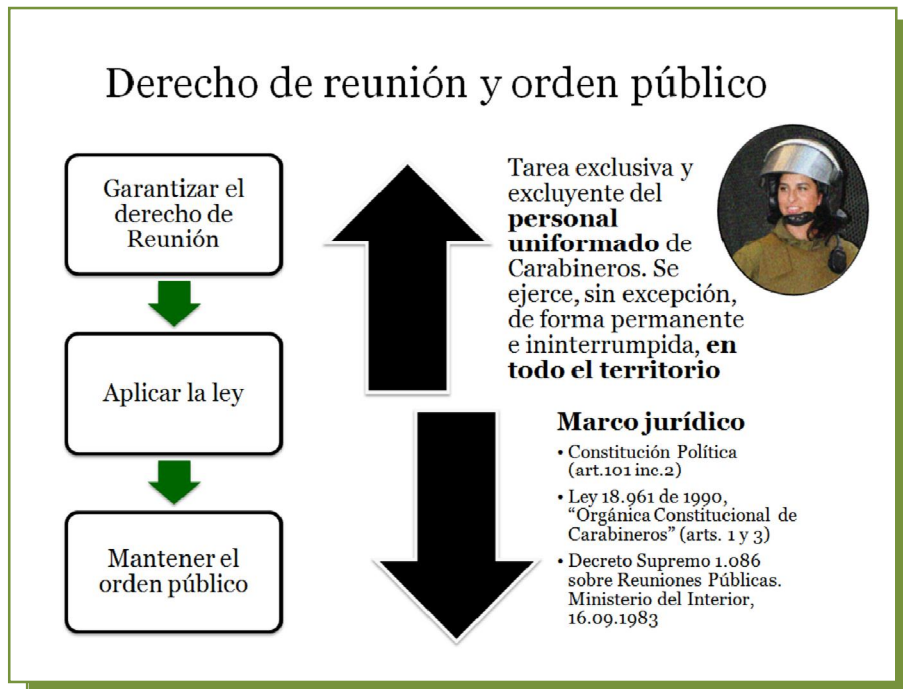 Derecho de reunión y orden público
Garantizar el
derecho de
Reunión
Aplicar la ley
Mantener el
orden público
Tarea exclusiva y
excluyente del
personal
uniformado de
Carabineros. Se
ejerce, sin excepción,
de forma permanente
e ininterrumpida, en
todo el territorio
Marco jurídico
• Constitución Política
(art.101 inc.2)
• Ley 18.961 de 1990,
“Orgánica Constitucional de
Carabineros” (arts. 1 y 3)
• Decreto Supremo 1.086
sobre Reuniones Públicas.
Ministerio del Interior,
16.09.1983